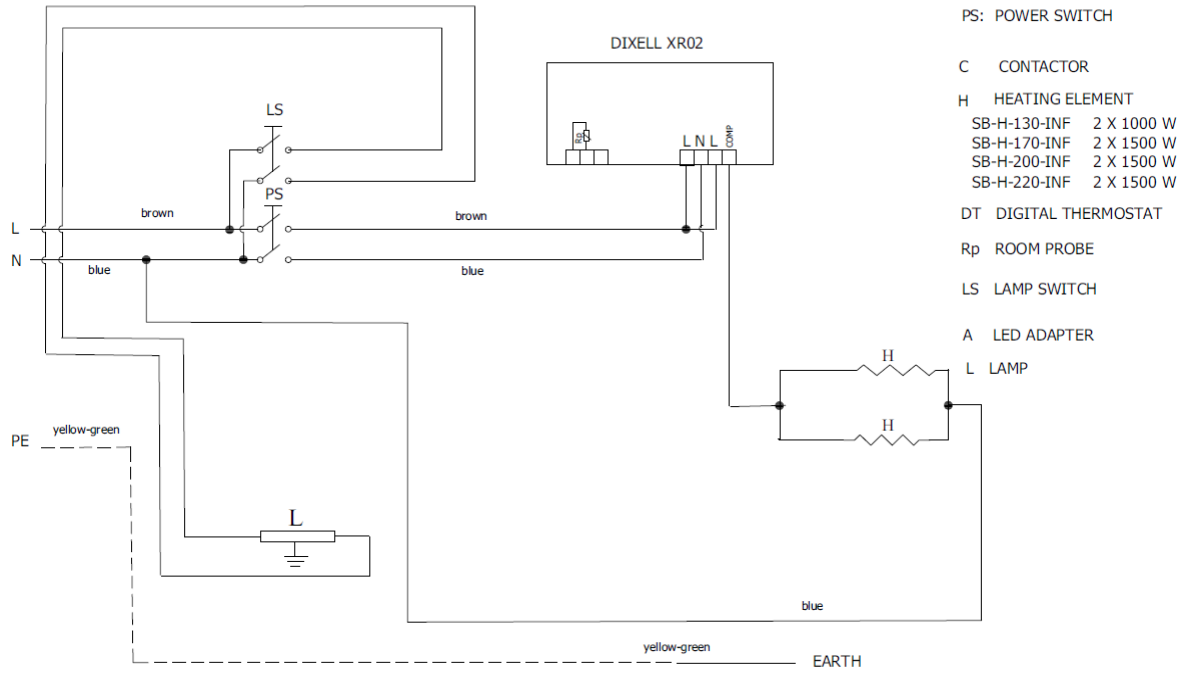 PS: POWER SWITCH
DIXELL XR02
C CONTACTOR
H HEATING ELEMENT
SB-H-130-INF 2 X 1000 W
SB-H-170-INF 2 X 1500 W
SB-H-200-INF 2 X 1500 W
SB-H-220-INF 2 X 1500 W
LS
Rp
L N L COMP
PS
DT DIGITAL THERMOSTAT
brown
brown
L
Rp ROOM PROBE
N
blue
blue
LS LAMP SWITCH
A LED ADAPTER
H
L LAMP
yellow-green
H
PE
L
blue
yellow-green
EARTH